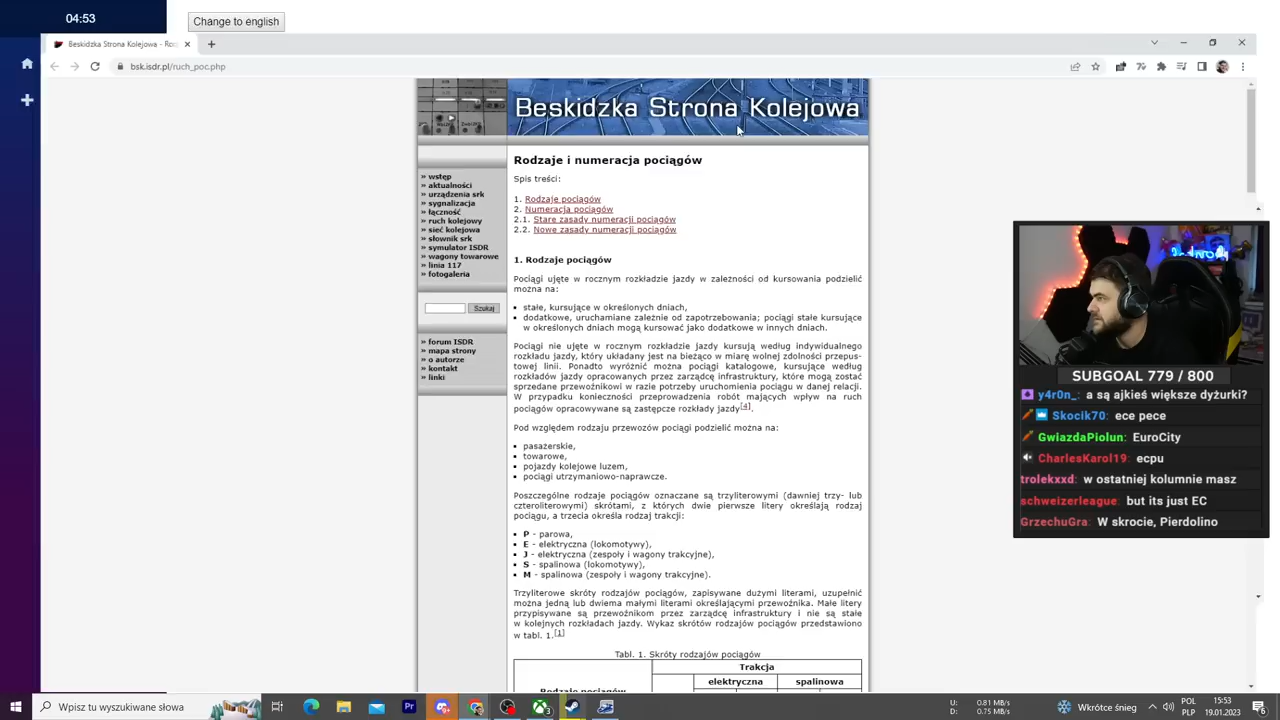 04:53
Change to english
Beskidzka Strona Kolejowa - Ro
bsk.isdr.pl/ruch_poc.php
Beskidzka Strona Kolejowa
» wstęp
» aktualności
» urządzenia srk
» sygnalizacja
» łączność
» ruch kolejowy
» sieć kolejowa
» słownik srk
» symulator ISDR
» wagony towarowe
» linia 117
» fotogaleria
Szukaj
» forum ISDR
» mapa strony
» o autorze
» kontakt
» linki
Rodzaje i numeracja pociągów
Spis treści:
1. Rodzaje pociągów
2. Numeracja pociągów
2.1. Stare zasady numeracji pociągów
2.2. Nowe zasady numeracji pociągów
1. Rodzaje pociągów
Pociągi ujęte w rocznym rozkładzie jazdy w zależności od kursowania podzielić
można na:
▪ stałe, kursujące w określonych dniach,
▪ dodatkowe, uruchamiane zależnie od zapotrzebowania; pociągi stałe kursujące
w określonych dniach mogą kursować jako dodatkowe w innych dniach.
Pociągi nie ujęte w rocznym rozkładzie jazdy kursują według indywidualnego
rozkładu jazdy, który układany jest na bieżąco w miarę wolnej zdolności przepus-
towej linii. Ponadto wyróżnić można pociągi katalogowe, kursujące według
rozkładów jazdy opracowanych przez zarządcę infrastruktury, które mogą zostać
sprzedane przewoźnikowi w razie potrzeby uruchomienia pociągu w danej relacji.
W przypadku konieczności przeprowadzenia robót mających wpływ na ruch
pociągów opracowywane są zastępcze rozkłady jazdy[4].
Pod względem rodzaju przewozów pociągi podzielić można na:
▪ pasażerskie,
▪ towarowe,
▪ pojazdy kolejowe luzem,
▪ pociągi utrzymaniowo-naprawcze.
Poszczególne rodzaje pociągów oznaczane są trzyliterowymi (dawniej trzy- lub
czteroliterowymi) skrótami, z których dwie pierwsze litery określają rodzaj
pociągu, a trzecia określa rodzaj trakcji:
▪ P - parowa,
▪ E - elektryczna (lokomotywy),
▪ J - elektryczna (zespoły i wagony trakcyjne),
▪ S - spalinowa (lokomotywy),
▪ M - spalinowa (zespoły i wagony trakcyjne).
Trzyliterowe skróty rodzajów pociągów, zapisywane dużymi literami, uzupełnić
można jedną lub dwiema małymi literami określającymi przewoźnika. Małe litery
przypisywane są przewoźnikom przez zarządcę infrastruktury i nie są stałe
w kolejnych rozkładach jazdy. Wykaz skrótów rodzajów pociągów przedstawiono
w tabl. 1.[1]
Tabl. 1. Skróty rodzajów pociągów
Trakcja
elektryczna spalinowa
Rodzaje pociągów
SUBGOAL 779 / 800
y4r0n_: a są ajkieś większe dyżurki?
Skocik70: ece pece
GwiazdaPiolun: EuroCity
CharlesKarol19: ecpu
trolekxxd: w ostatniej kolumnie masz
schweizerleague: but its just EC
GrzechuGra: W skrocie, Pierdolino
Wpisz tu wyszukiwane słowa
U: 0.81 MB/s
D: 0.75 MB/s
Wkrótce śnieg
POL
PL
15:53
19.01.2023
6